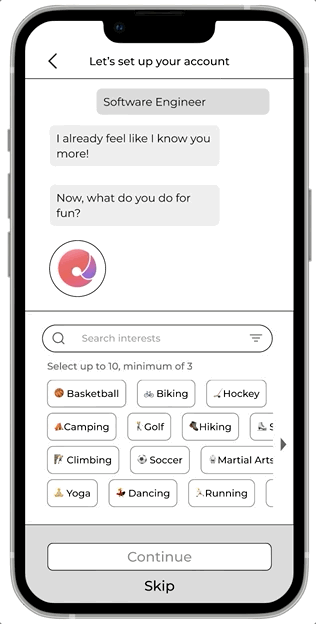 Let's set up your account
Software Engineer
I already feel like I know you
more!
Now, what do you do for
fun?
Search interests
Select up to 10, minimum of 3
Basketball
Biking
Hockey
Camping
Golf
Hiking
S
Climbing
Soccer
Martial Arts
Yoga
Dancing
Running
Continue
Skip